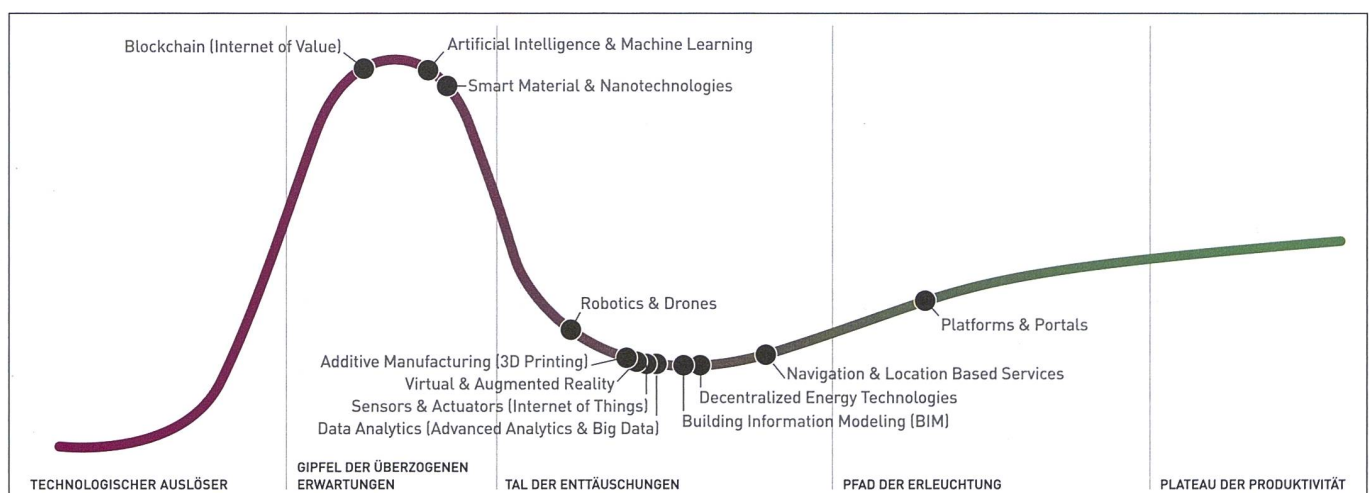 Blockchain (Internet of Value)
Artificial Intelligence & Machine Learning
Smart Material & Nanotechnologies
Robotics & Drones
Platforms & Portals
Additive Manufacturing (3D Printing)
Virtual & Augmented Reality
Sensors & Actuators (Internet of Things)
Data Analytics (Advanced Analytics & Big Data)
Navigation & Location Based Services
Decentralized Energy Technologies
Building Information Modeling (BIM)
TECHNOLOGISCHER AUSLÖSER
GIPFEL DER ÜBERZOGENEN
ERWARTUNGEN
TAL DER ENTTÄUSCHUNGEN
PFAD DER ERLEUCHTUNG
PLATEAU DER PRODUKTIVITÄT